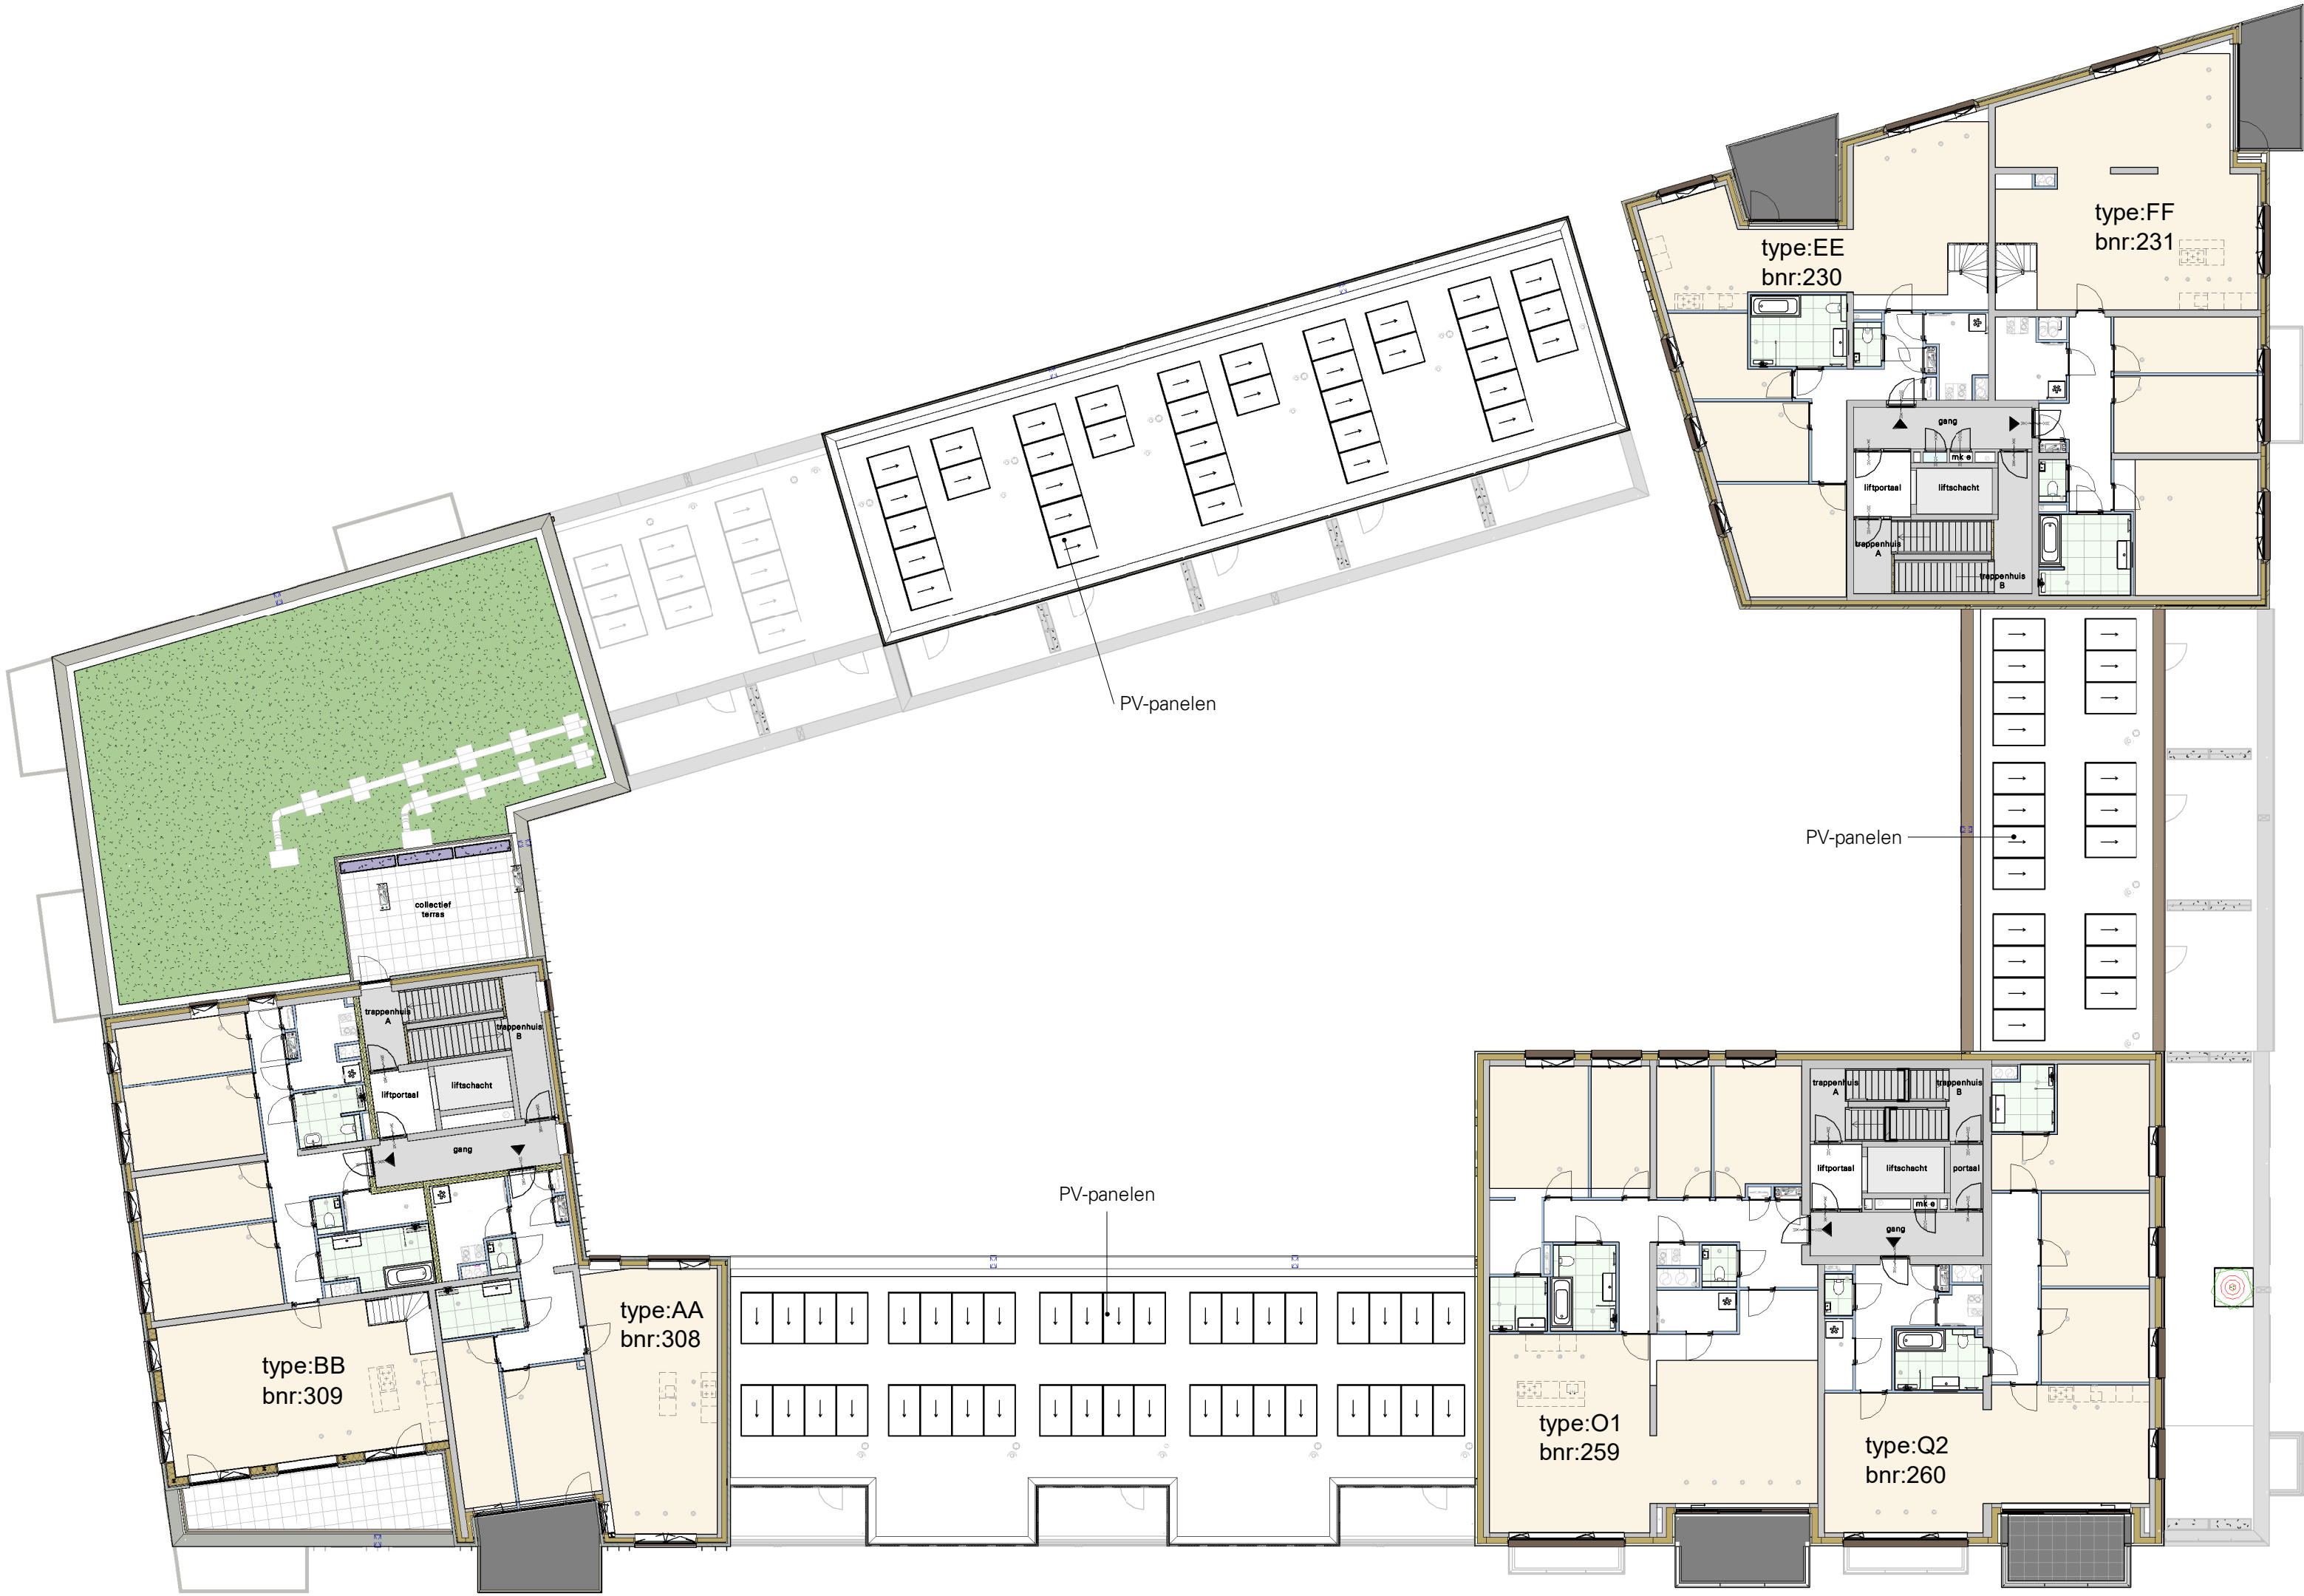 type:FF
bnr:231
type:EE
bnr:230
gang
mk e
liftportaal
liftschacht
trappenhuis
A
trappenhuis
B
PV-panelen
PV-panelen
collectief
terras
trappenhuis
A
trappenhuis
B
liftschacht
liftportaal
gang
trappenhuis
A
trappenhuis
B
liftportaal
liftschacht
portaal
mk e
gang
PV-panelen
type:AA
bnr:308
type:BB
bnr:309
type:O1
bnr:259
type:Q2
bnr:260